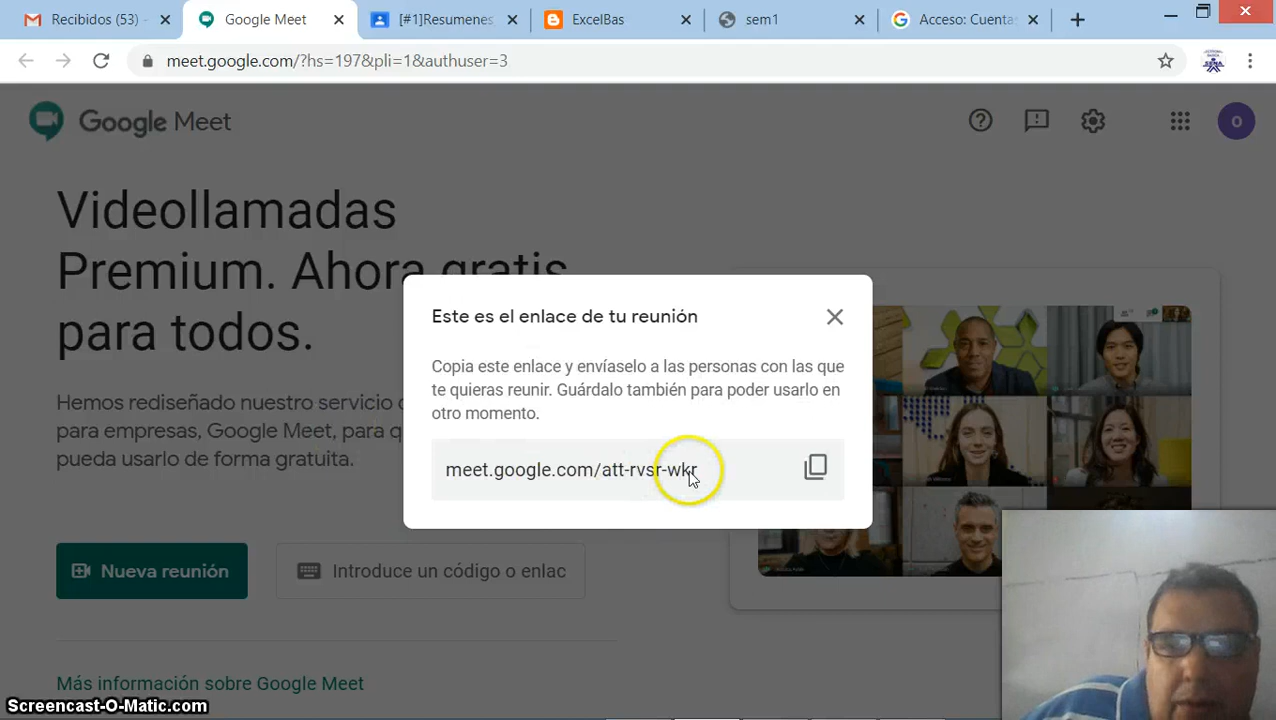 Recibidos (53) -
Google Meet
[#1]Resumenes
ExcelBas
sem1
Acceso: Cuenta
meet.google.com/?hs=197&pli=1&authuser=3
SENA
Google Meet
o
Videollamadas
Premium. Ahora gratis
para todos.
Hemos rediseñado nuestro servicio
para empresas, Google Meet, para
pueda usarlo de forma gratuita.
Este es el enlace de tu reunión
Copia este enlace y envíaselo a las personas con las que
te quieras reunir. Guárdalo también para poder usarlo en
otro momento.
meet.google.com/att-rvsr-wkr
Nueva reunión
Introduce un código o enlac
Más información sobre Google Meet
Screencast-O-Matic.com